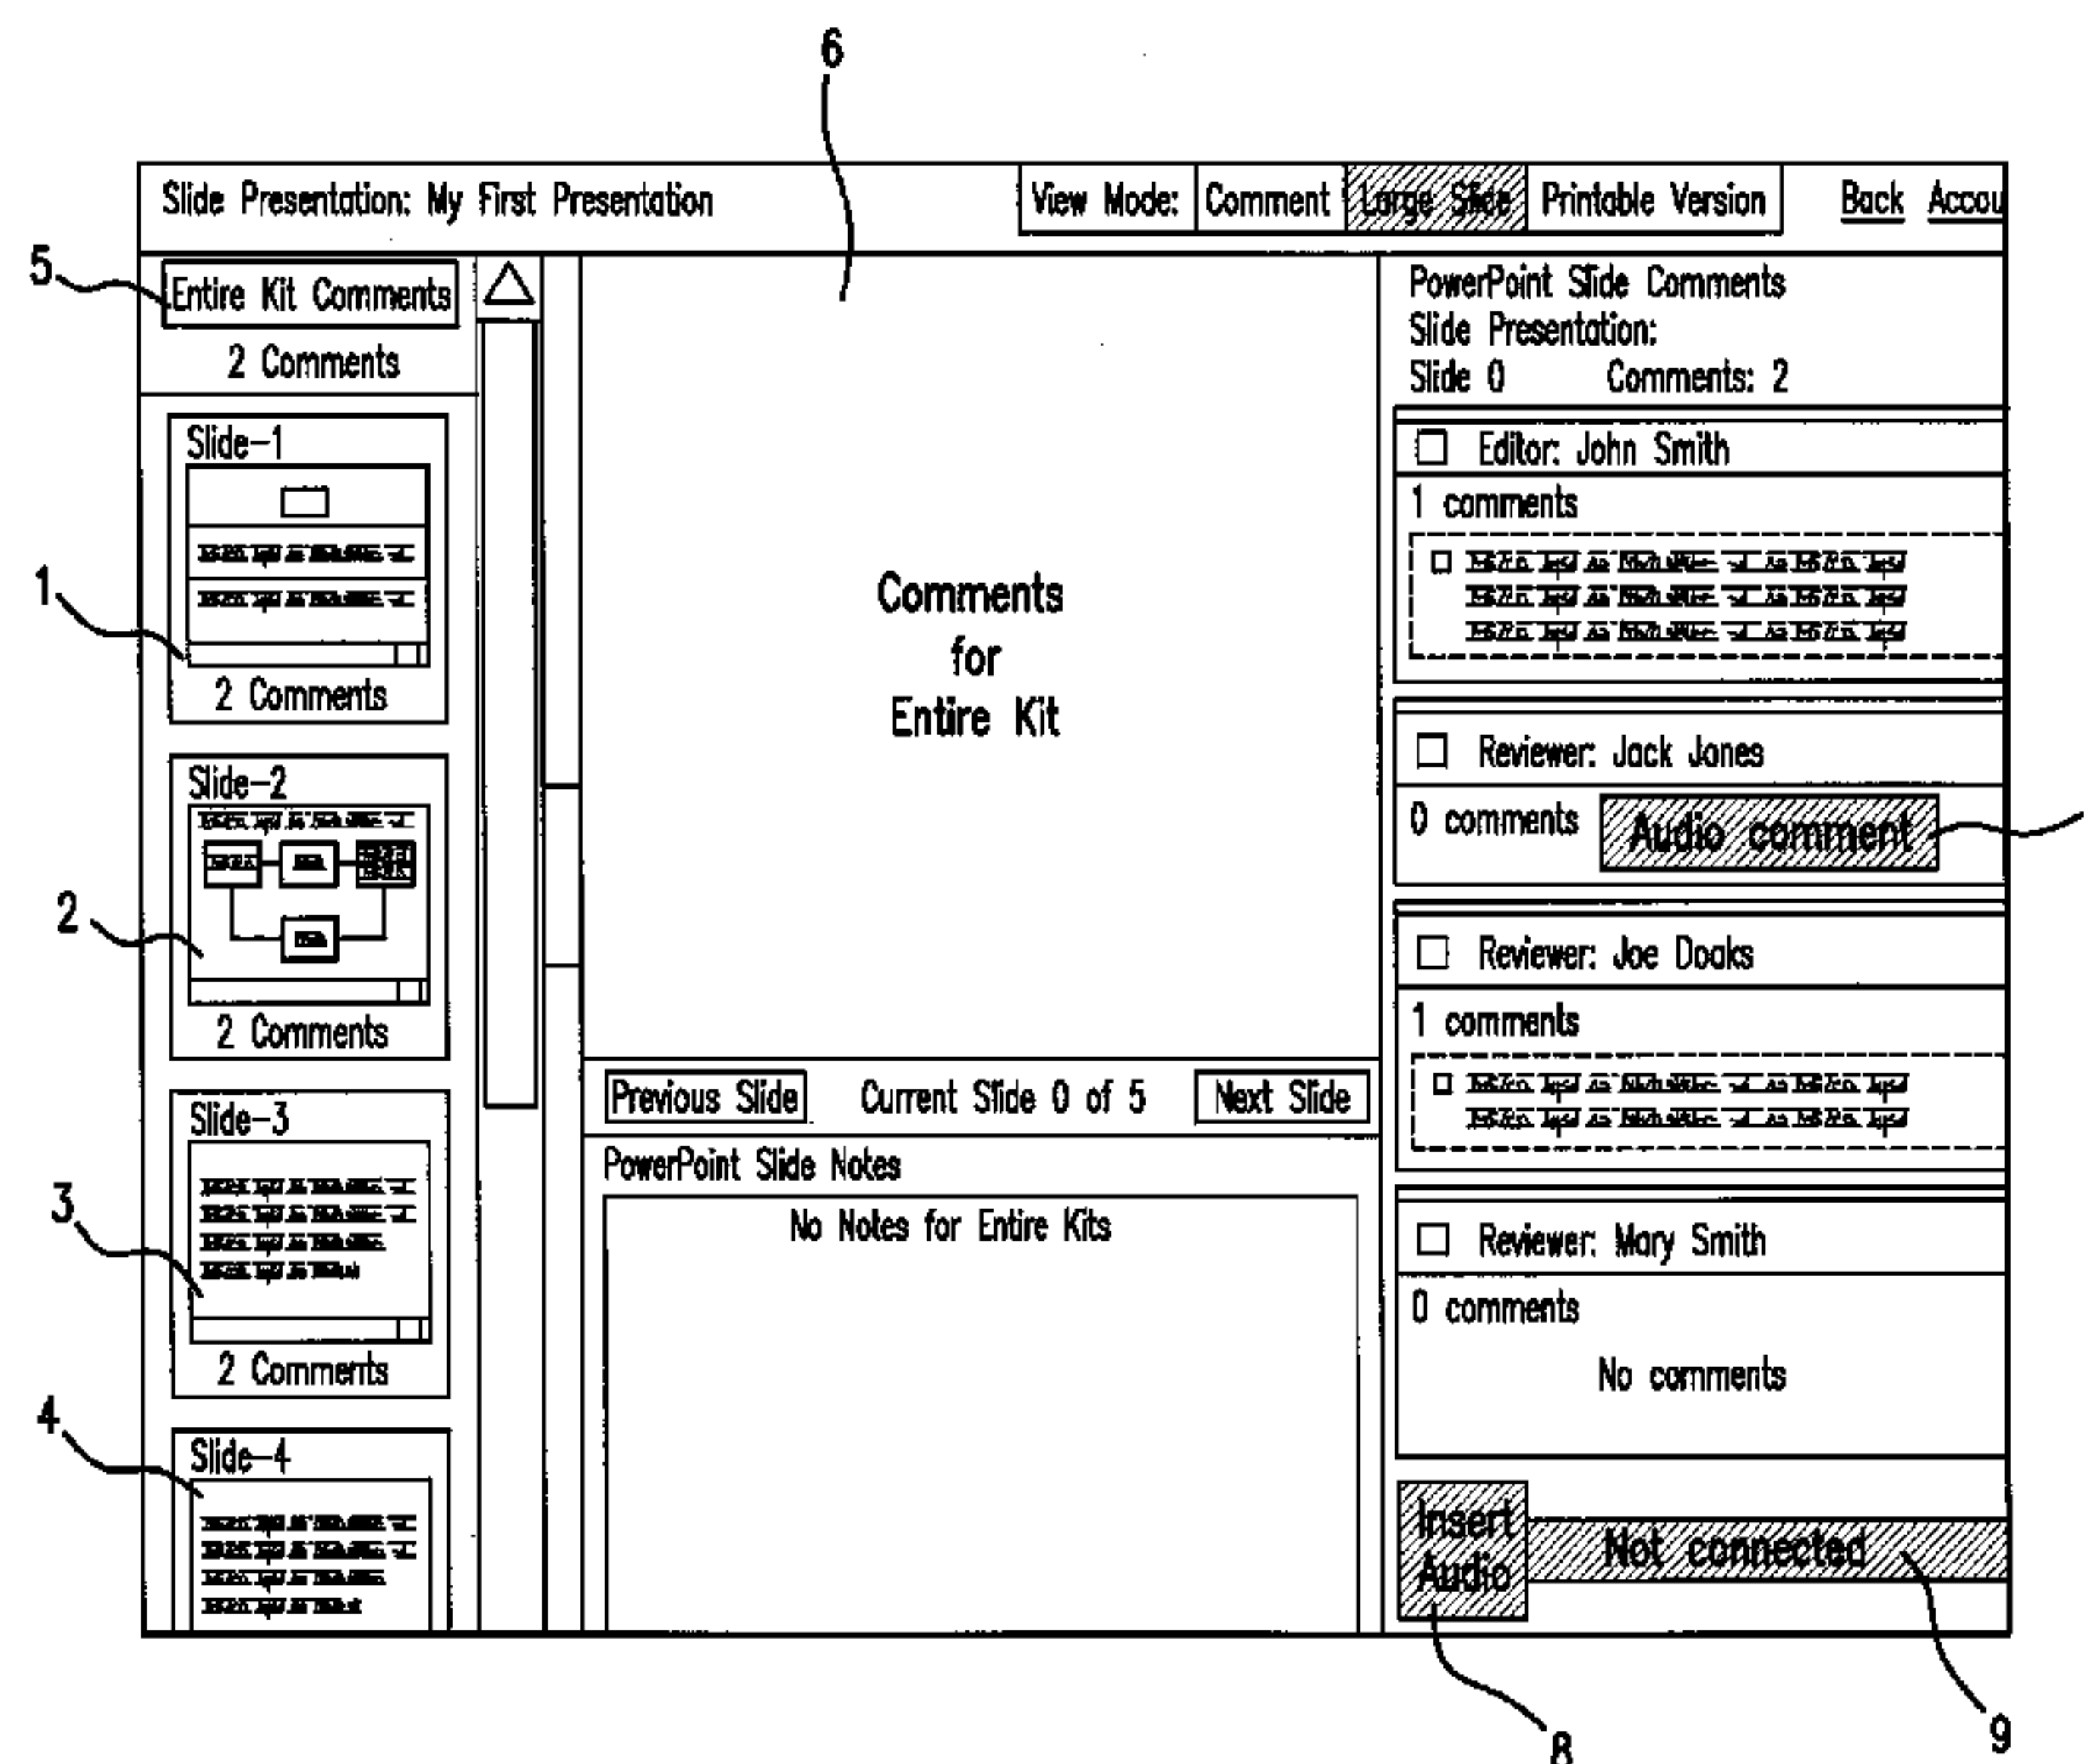 6
Slide Presentation: My First Presentation
View Mode: Comment Large Slide Printable Version Back Accou
5
Entire Kit Comments
2 Comments
Slide-1
1
2 Comments
Slide-2
2
2 Comments
Slide-3
3
2 Comments
4
Slide-4
Comments
for
Entire Kit
Previous Slide Current Slide 0 of 5 Next Slide
PowerPoint Slide Notes
No Notes for Entire Kits
PowerPoint Slide Comments
Slide Presentation:
Slide 0 Comments: 2
Editor: John Smith
1 comments
Reviewer: Jack Jones
0 comments Audio comment
Reviewer: Joe Doaks
1 comments
Reviewer: Mary Smith
0 comments
No comments
Insert
Audio
Not connected
8
9